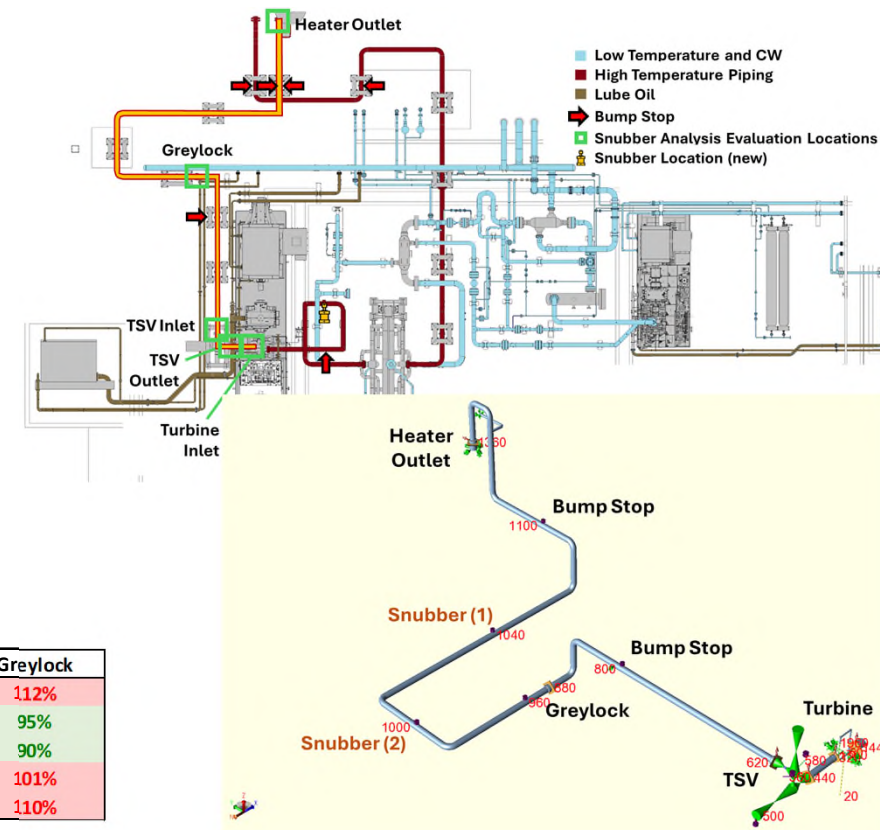 Heater Outlet
Low Temperature and CW
High Temperature Piping
Lube Oil
Bump Stop
Snubber Analysis Evaluation Locations
Snubber Location (new)
Greylock
TSV Inlet
TSV
Outlet
Turbine
Inlet
Heater
Outlet
1360
Bump Stop
1100
Snubber (1)
1040
Bump Stop
800
880
960
Greylock
1000
Snubber (2)
Turbine
620
580
TSV
440
20
500
Greylock
112%
95%
90%
101%
110%